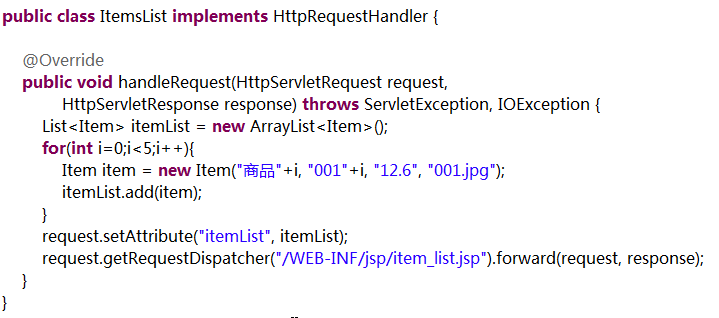 public class ItemsList implements HttpRequestHandler {
@Override
public void handleRequest(HttpServletRequest request,
HttpServletResponse response) throws ServletException, IOException {
List<Item> itemList = new ArrayList<Item>();
for(int i=0;i<5;i++){
Item item = new Item("商品"+i, "001"+i, "12.6", "001.jpg");
itemList.add(item);
}
request.setAttribute("itemList", itemList);
request.getRequestDispatcher("/WEB-INF/jsp/item_list.jsp").forward(request, response);
}
}